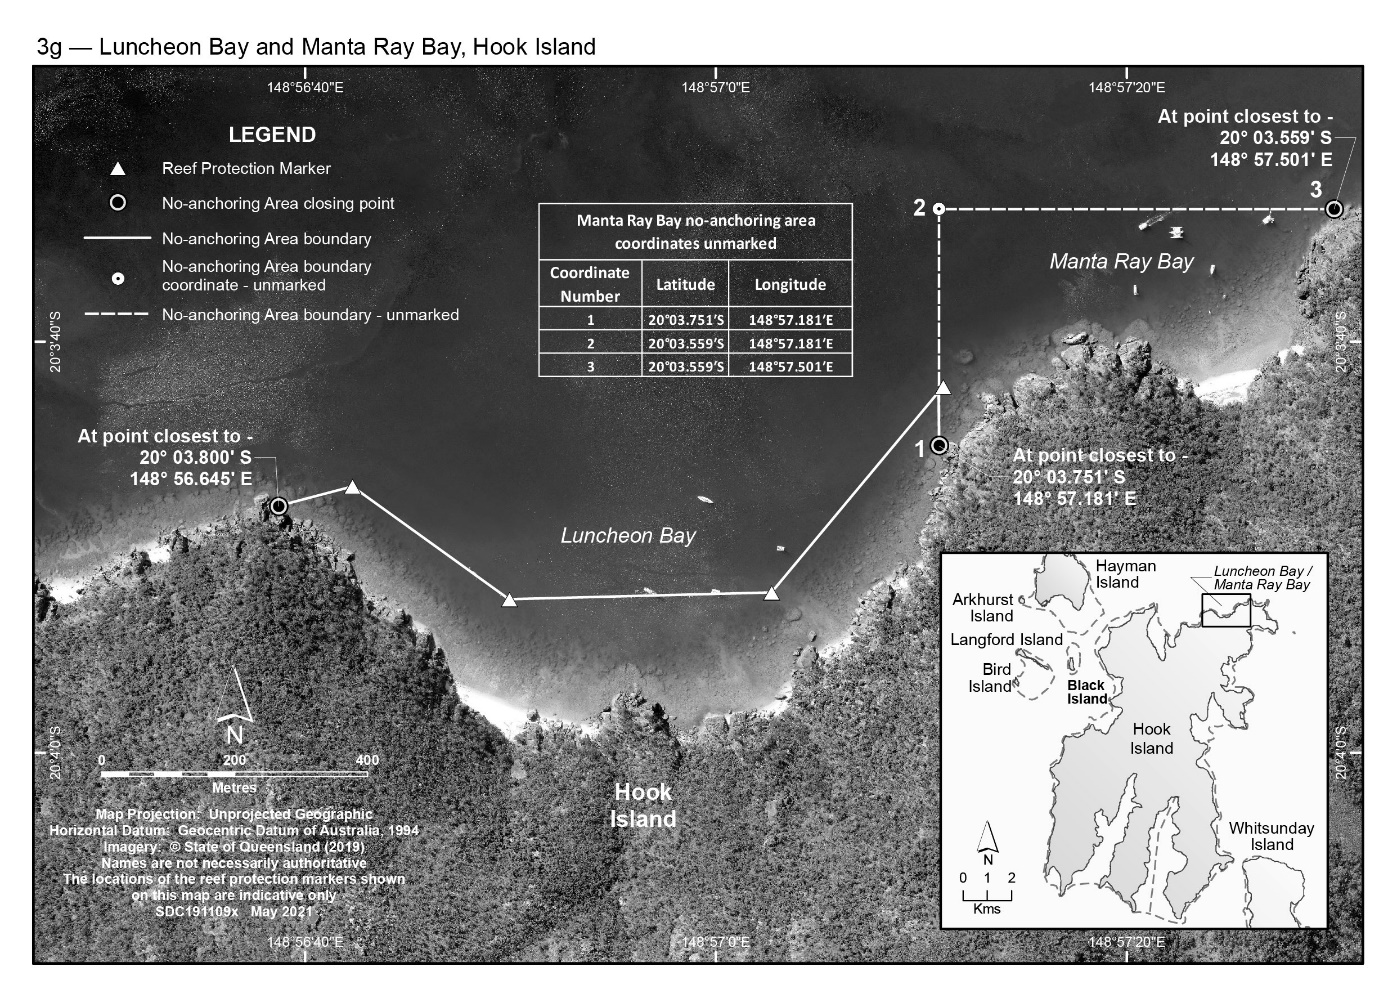 3g — Luncheon Bay and Manta Ray Bay, Hook Island
148°56'40"E
148°57'0"E
148°57'20"E
LEGEND
Reef Protection Marker
No-anchoring Area closing point
No-anchoring Area boundary
No-anchoring Area boundary
coordinate - unmarked
No-anchoring Area boundary - unmarked
At point closest to -
20° 03.559' S
148° 57.501' E
3
2
Manta Ray Bay no-anchoring area
coordinates unmarked
Coordinate
Number
Latitude
Longitude
1 20°03.751'S 148°57.181'E
2 20°03.559'S 148°57.181'E
3 20°03.559'S 148°57.501'E
Manta Ray Bay
20°3'40"S
20°3'40"S
At point closest to -
20° 03.800' S
148° 56.645' E
1
At point closest to -
20° 03.751' S
148° 57.181' E
Luncheon Bay
Hook
Island
N
0 200 400
Metres
Map Projection: Unprojected Geographic
Horizontal Datum: Geocentric Datum of Australia, 1994
Imagery: © State of Queensland (2019)
Names are not necessarily authoritative
The locations of the reef protection markers shown
on this map are indicative only
SDC191109x May 2021
20°4'0"S
20°4'0"S
148°56'40"E
148°57'0"E
148°57'20"E
Hayman
Island
Luncheon Bay /
Manta Ray Bay
Arkhurst
Island
Langford Island
Bird
Island
Black
Island
Hook
Island
Whitsunday
Island
N
0 1 2
Kms